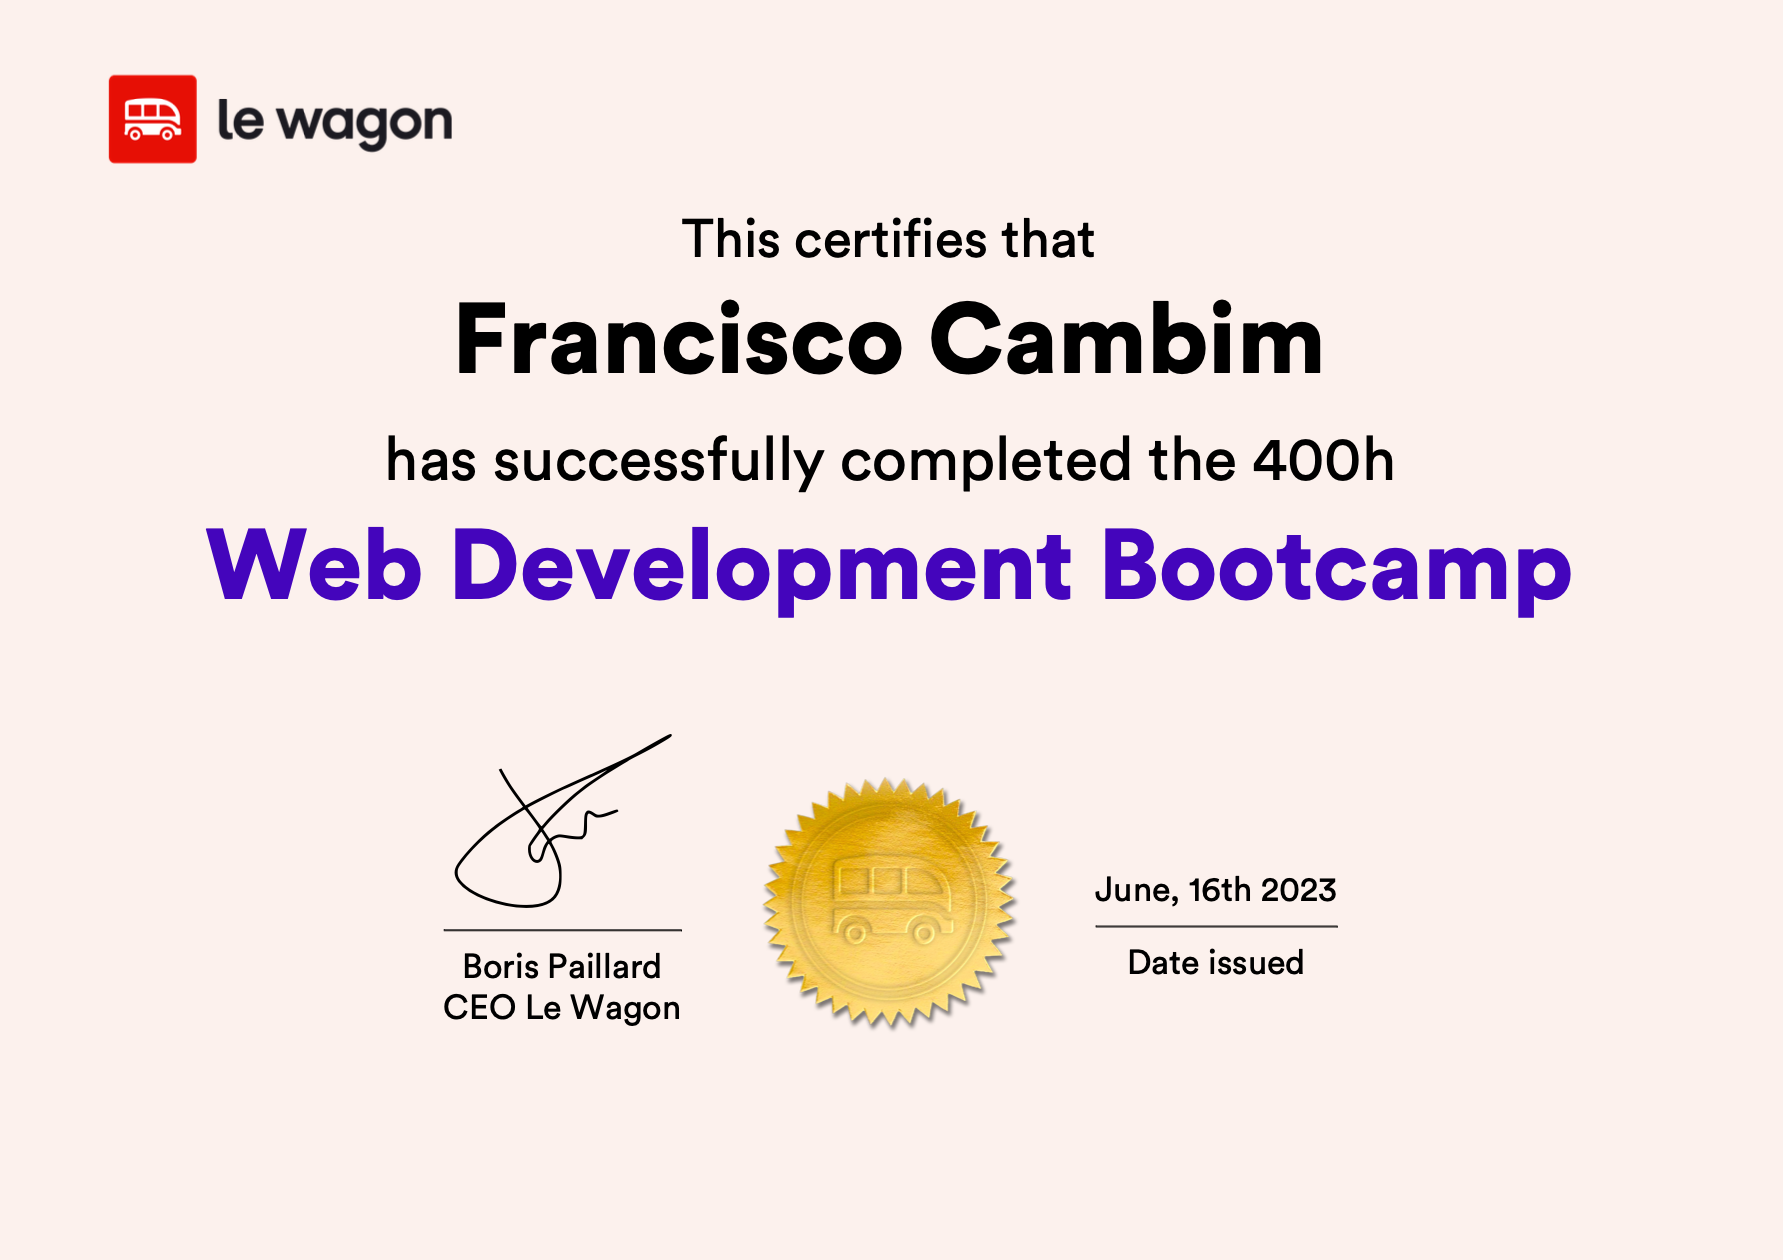 le wagon
This certifies that
Francisco Cambim
has successfully completed the 400h
Web Development Bootcamp
June, 16th 2023
Boris Paillard
CEO Le Wagon
Date issued